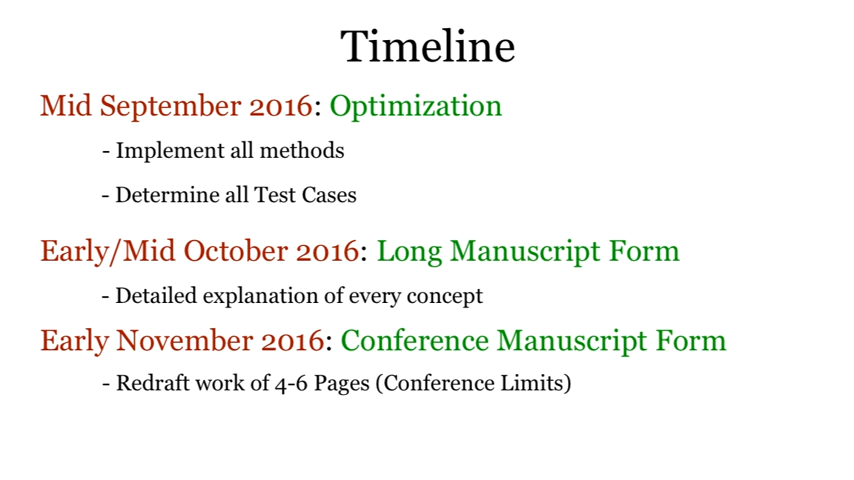 Timeline
Mid September 2016: Optimization
- Implement all methods
- Determine all Test Cases
Early/Mid October 2016: Long Manuscript Form
- Detailed explanation of every concept
Early November 2016: Conference Manuscript Form
- Redraft work of 4-6 Pages (Conference Limits)